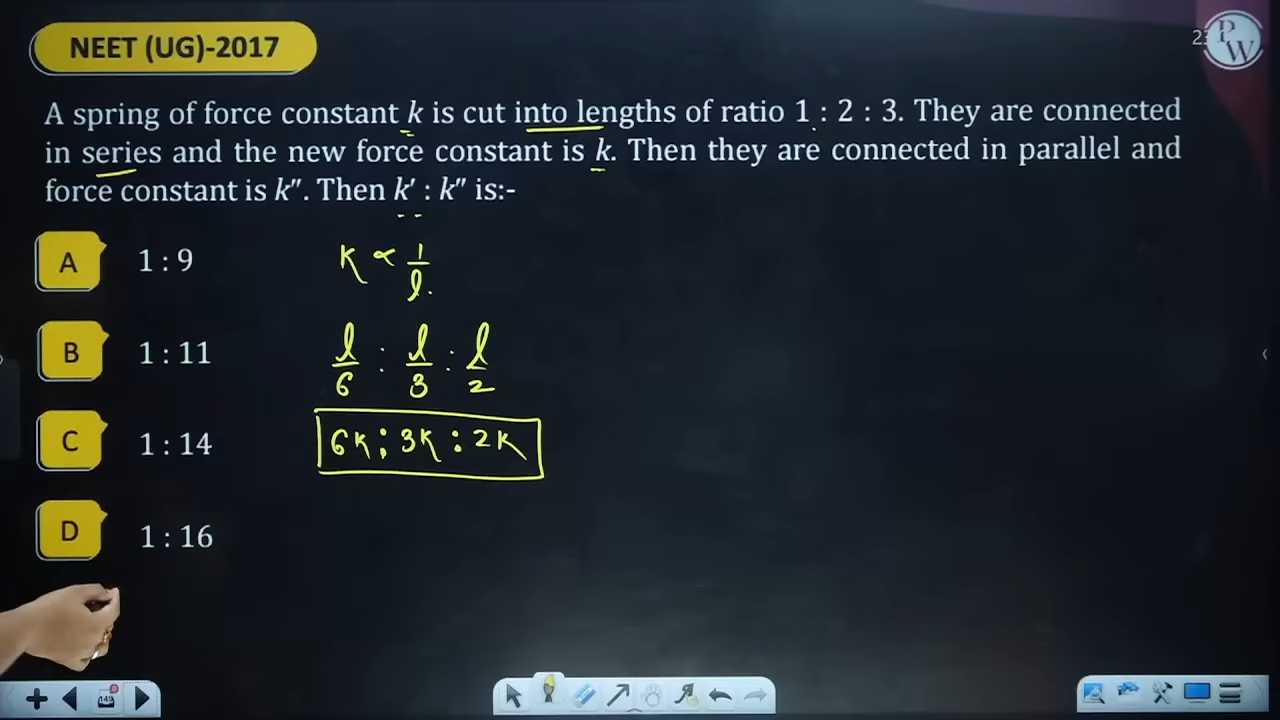 NEET (UG)-2017
PW
A spring of force constant k is cut into lengths of ratio 1 : 2 : 3. They are connected
in series and the new force constant is k. Then they are connected in parallel and
force constant is k″. Then k′ : k″ is:-
A 1 : 9
B 1 : 11
C 1 : 14
D 1 : 16
K ∝ 1/l.
l/6 : l/3 : l/2
6K : 3K : 2K
149